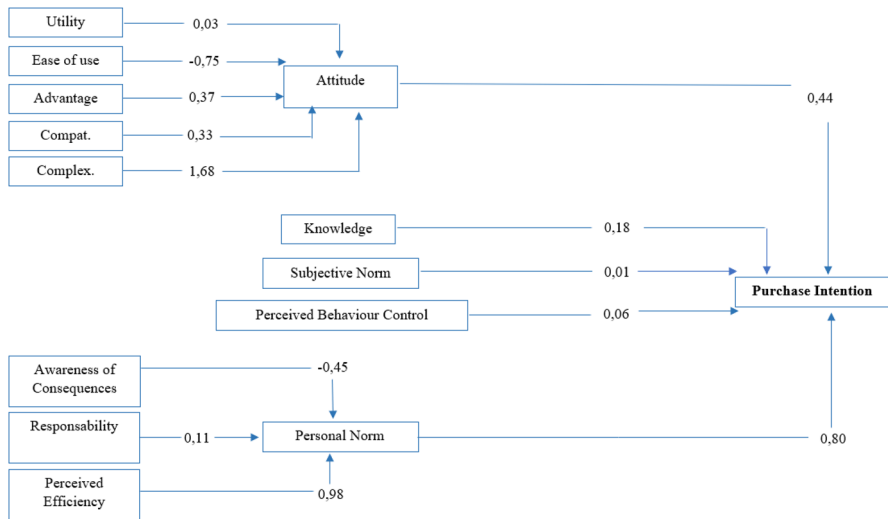 Utility 0,03
Ease of use -0,75
Attitude
Advantage 0,37
0,44
Compat. 0,33
Complex. 1,68
Knowledge 0,18
Subjective Norm 0,01
Purchase Intention
Perceived Behaviour Control 0,06
Awareness of
Consequences
-0,45
Responsability
0,11
Personal Norm
0,80
Perceived
Efficiency
0,98